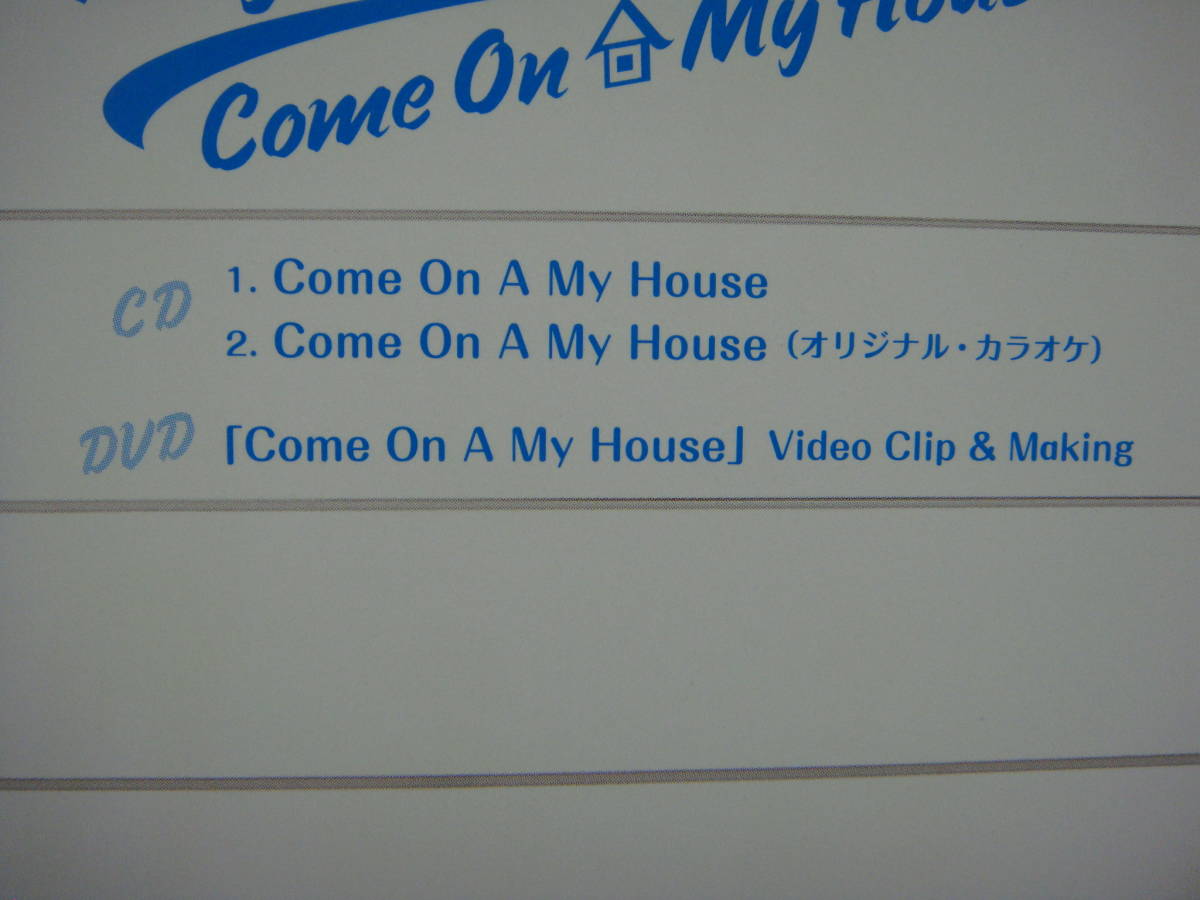 Come On A My House
CD
1. Come On A My House
2. Come On A My House (オリジナル・カラオケ)
DVD
「Come On A My House」 Video Clip & Making